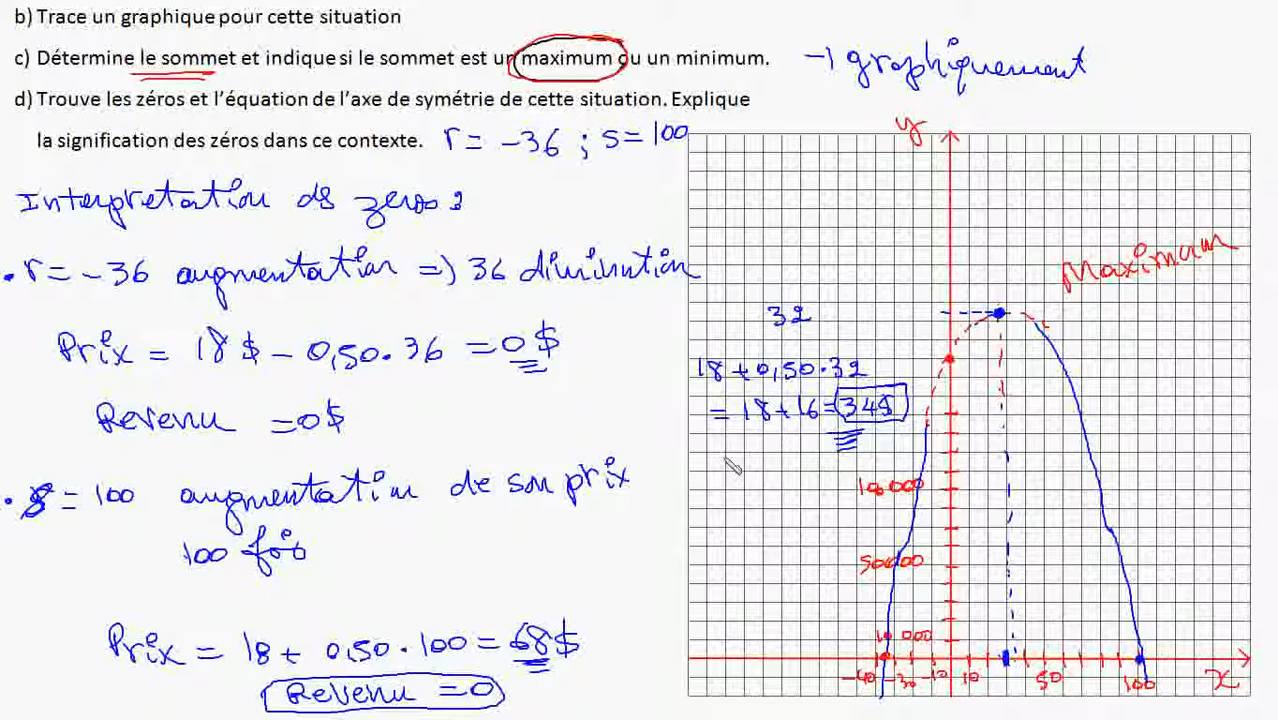 b) Trace un graphique pour cette situation
c) Détermine le sommet et indique si le sommet est un maximum ou un minimum. → graphiquement
d) Trouve les zéros et l'équation de l'axe de symétrie de cette situation. Explique
la signification des zéros dans ce contexte. r = -36 ; s = 100
Interpretation ds zeros :
• r = -36 augmentation => 36 diminution
Prix = 18$ - 0,50 · 36 = 0$
Revenu = 0$
• s = 100 augmentation de son prix
100 fois
Prix = 18 + 0,50 · 100 = 68$
Revenu = 0
y
Maximum
32
18 + 0,50 · 32
= 18 + 16 = 34$
50000
10 000
-40 -30 -10 10 50 100 x